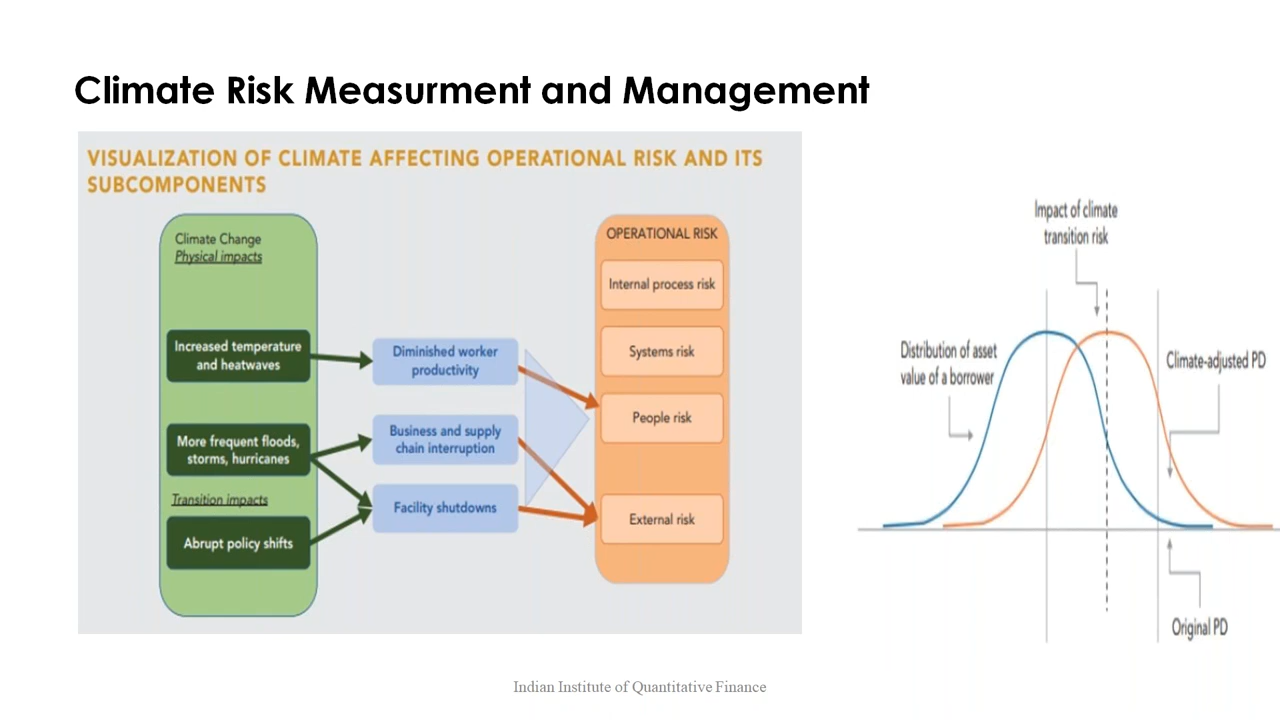 Climate Risk Measurment and Management
VISUALIZATION OF CLIMATE AFFECTING OPERATIONAL RISK AND ITS
SUBCOMPONENTS
Climate Change
Physical impacts
Increased temperature
and heatwaves
More frequent floods,
storms, hurricanes
Transition impacts
Abrupt policy shifts
Diminished worker
productivity
Business and supply
chain interruption
Facility shutdowns
OPERATIONAL RISK
Internal process risk
Systems risk
People risk
External risk
Impact of climate
transition risk
Distribution of asset
value of a borrower
Climate-adjusted PD
Original PD
Indian Institute of Quantitative Finance